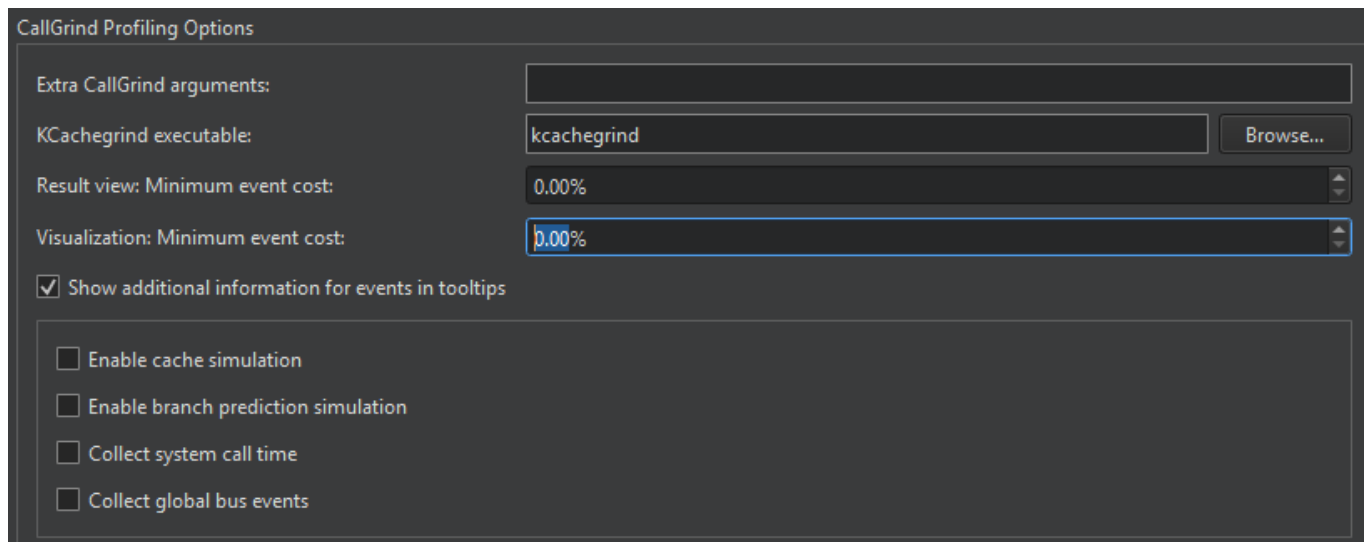 CallGrind Profiling Options
Extra CallGrind arguments:
KCachegrind executable: kcachegrind Browse...
Result view: Minimum event cost: 0.00%
Visualization: Minimum event cost: 0.00%
Show additional information for events in tooltips
Enable cache simulation
Enable branch prediction simulation
Collect system call time
Collect global bus events